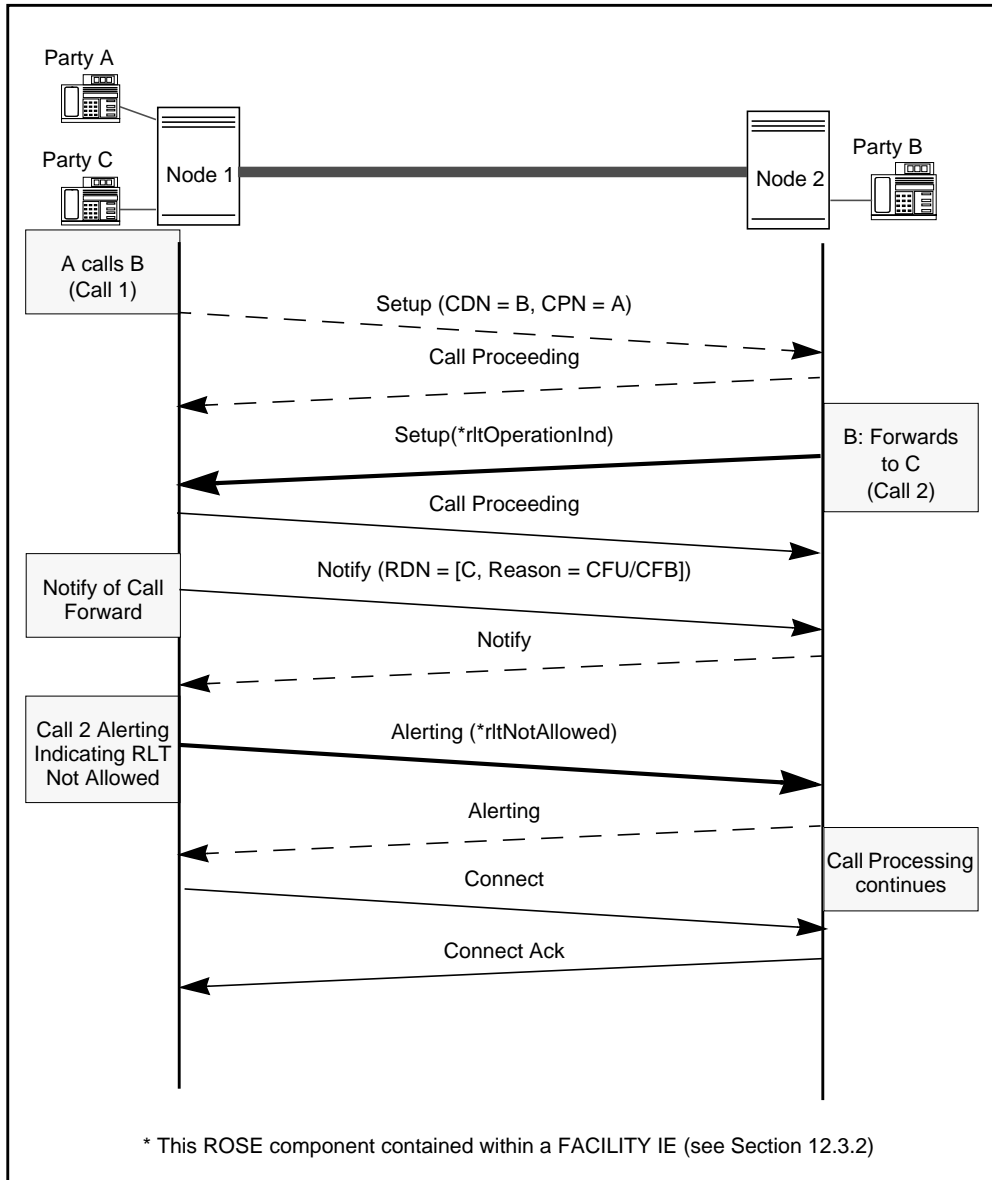 Party A
Party C
Node 1
Node 2
Party B
A calls B
(Call 1)
Setup (CDN = B, CPN = A)
Call Proceeding
Setup(*rltOperationInd)
B: Forwards
to C
(Call 2)
Call Proceeding
Notify (RDN = [C, Reason = CFU/CFB])
Notify of Call
Forward
Notify
Call 2 Alerting
Indicating RLT
Not Allowed
Alerting (*rltNotAllowed)
Alerting
Call Processing
continues
Connect
Connect Ack
* This ROSE component contained within a FACILITY IE (see Section 12.3.2)